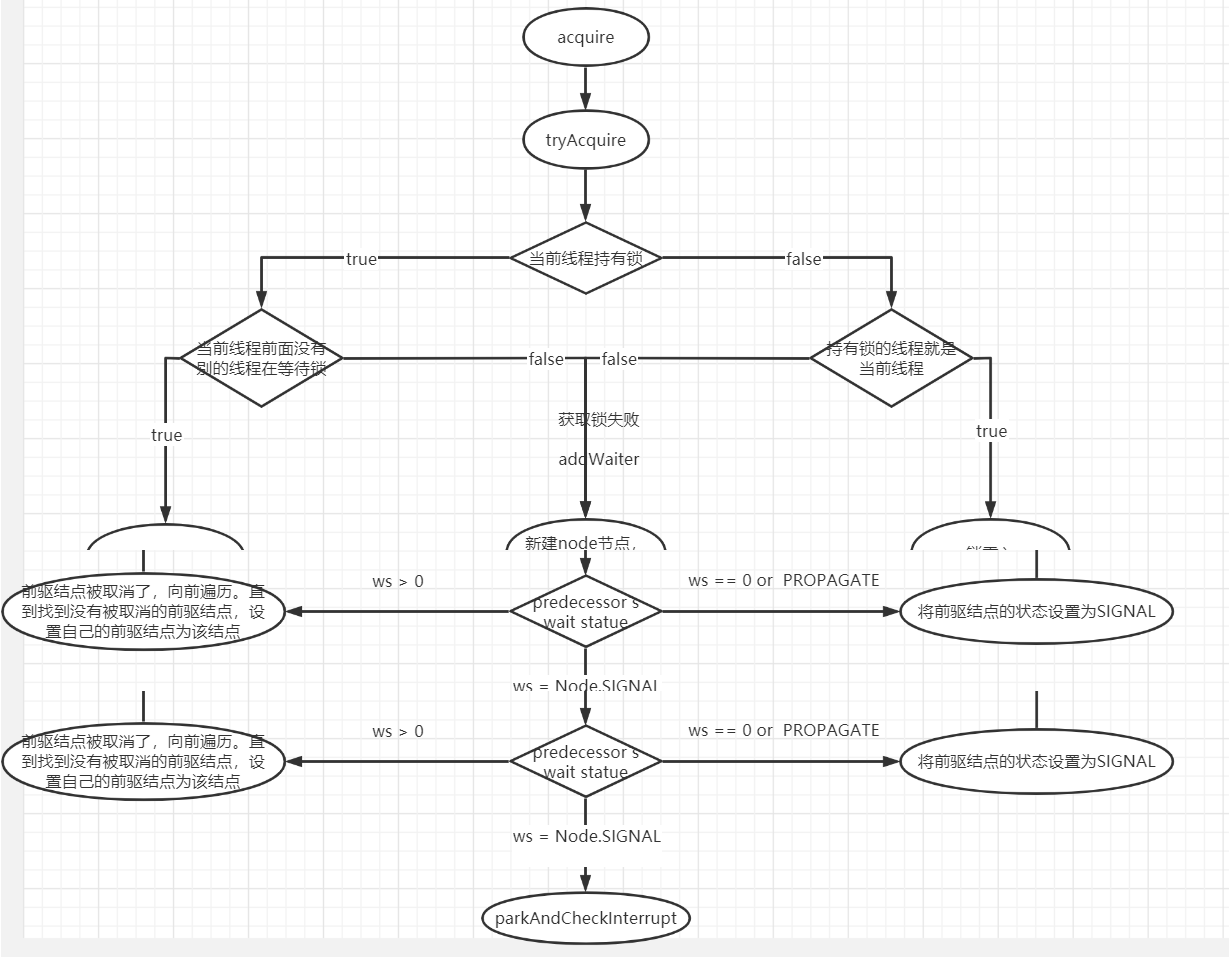 acquire
tryAcquire
当前线程持有锁
true
false
当前线程前面没有
别的线程在等待锁
false
false
持有锁的线程就是
当前线程
true
获取锁失败
addWaiter
true
新建node节点，
前驱结点被取消了，向前遍历。直
到找到没有被取消的前驱结点，设
置自己的前驱结点为该结点
ws > 0
predecessor s
wait statue
ws == 0 or PROPAGATE
将前驱结点的状态设置为SIGNAL
ws = Node.SIGNAL
前驱结点被取消了，向前遍历。直
到找到没有被取消的前驱结点，设
置自己的前驱结点为该结点
ws > 0
predecessor s
wait statue
ws == 0 or PROPAGATE
将前驱结点的状态设置为SIGNAL
ws = Node.SIGNAL
parkAndCheckInterrupt